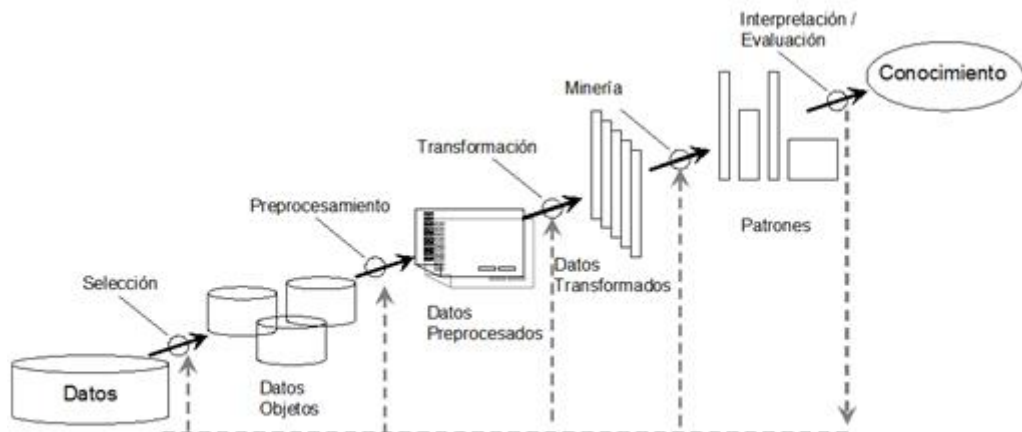 Interpretación /
Evaluación
Conocimiento
Minería
Transformación
Preprocesamiento
Patrones
Datos
Transformados
Selección
Datos
Preprocesados
Datos
Datos
Objetos